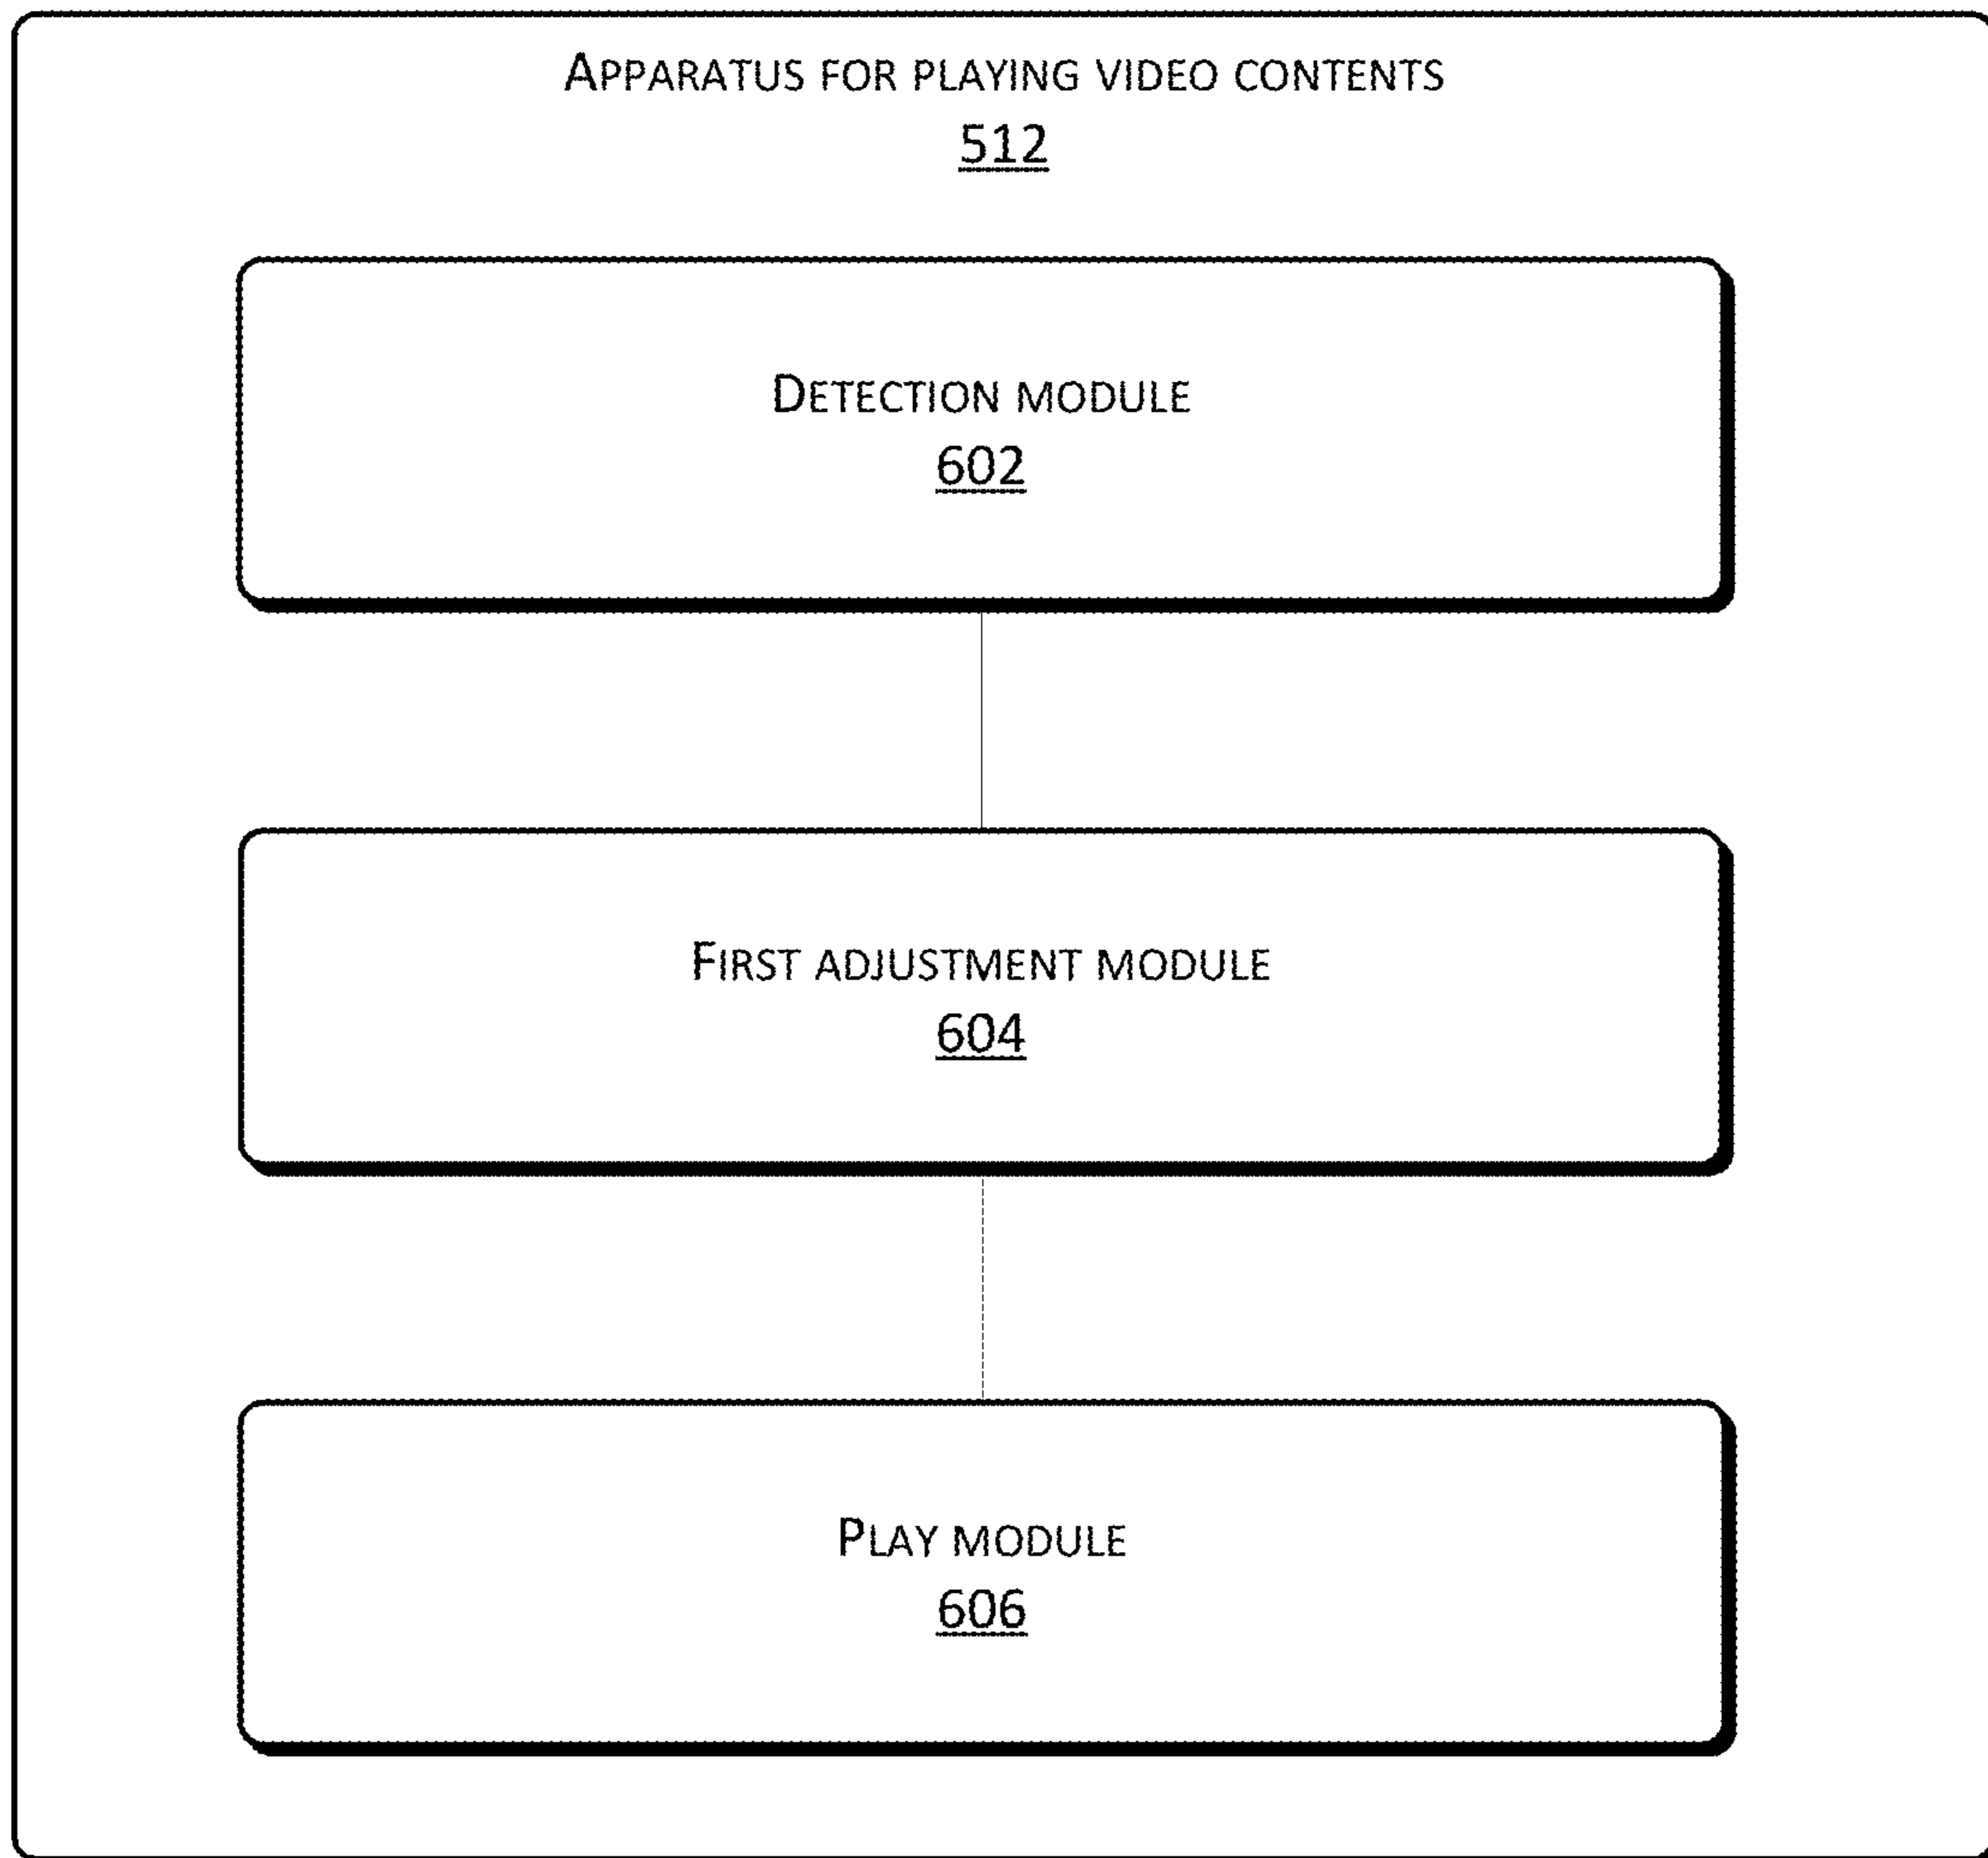 APPARATUS FOR PLAYING VIDEO CONTENTS
512
DETECTION MODULE
602
FIRST ADJUSTMENT MODULE
604
PLAY MODULE
606